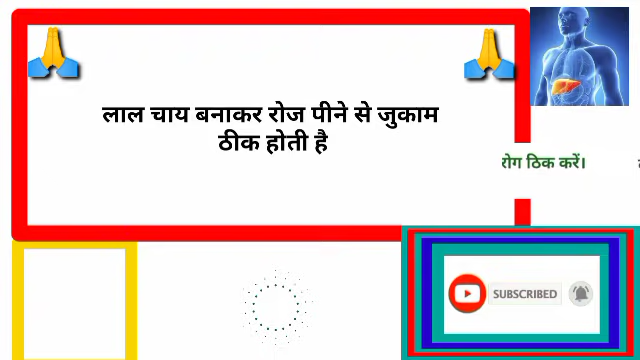 लाल चाय बनाकर रोज पीने से जुकाम
ठीक होती है
रोग ठिक करें।
SUBSCRIBED